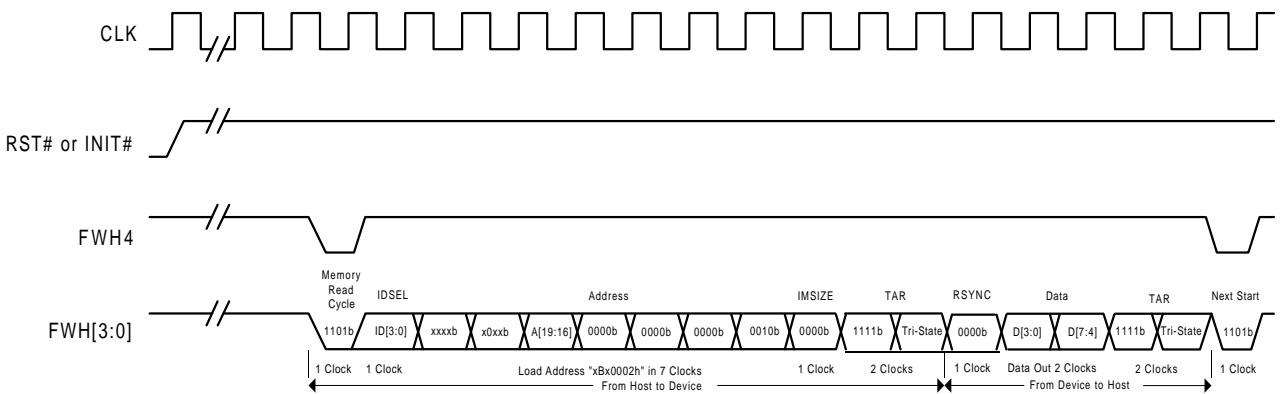 CLK
RST# or INIT#
FWH4
Memory
Read
Cycle
IDSEL
Address
IMSIZE
TAR
RSYNC
Data
TAR
Next Start
FWH[3:0]
1101b
ID[3:0]
xxxxb
x0xxb
A[19:16]
0000b
0000b
0000b
0010b
0000b
1111b
Tri-State
0000b
D[3:0]
D[7:4]
1111b
Tri-State
1101b
1 Clock
1 Clock
Load Address "xBx0002h" in 7 Clocks
1 Clock
2 Clocks
1 Clock
Data Out 2 Clocks
2 Clocks
1 Clock
From Host to Device
From Device to Host